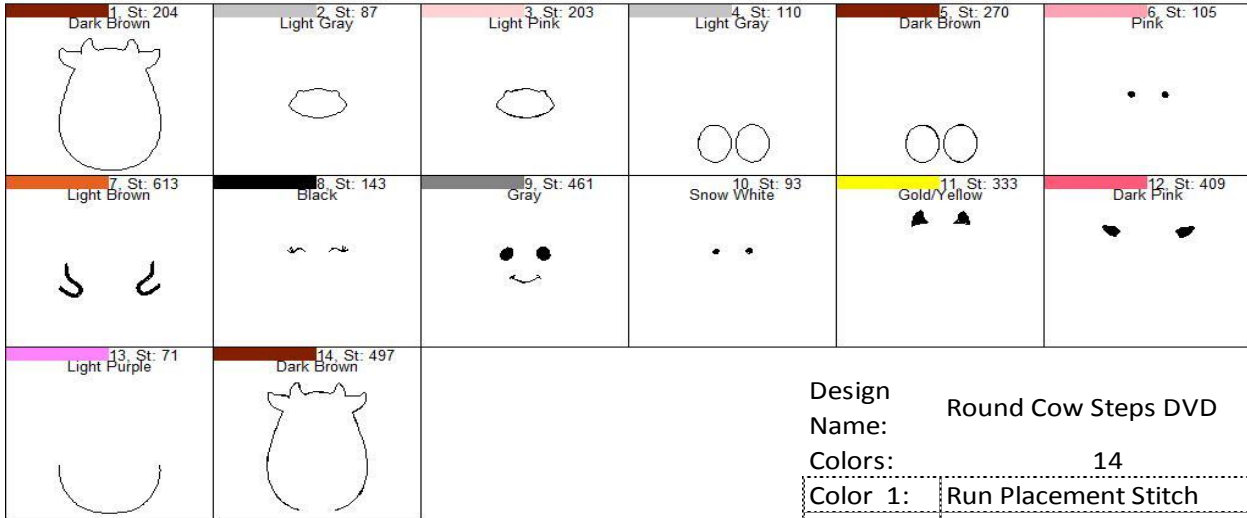 1, St: 204
Dark Brown
2, St: 87
Light Gray
3, St: 203
Light Pink
4, St: 110
Light Gray
5, St: 270
Dark Brown
6, St: 105
Pink
7, St: 613
Light Brown
8, St: 143
Black
9, St: 461
Gray
10, St: 93
Snow White
11, St: 333
Gold/Yellow
12, St: 409
Dark Pink
13, St: 71
Light Purple
14, St: 497
Dark Brown
Design
Name:
Round Cow Steps DVD
Colors: 14
Color 1: Run Placement Stitch